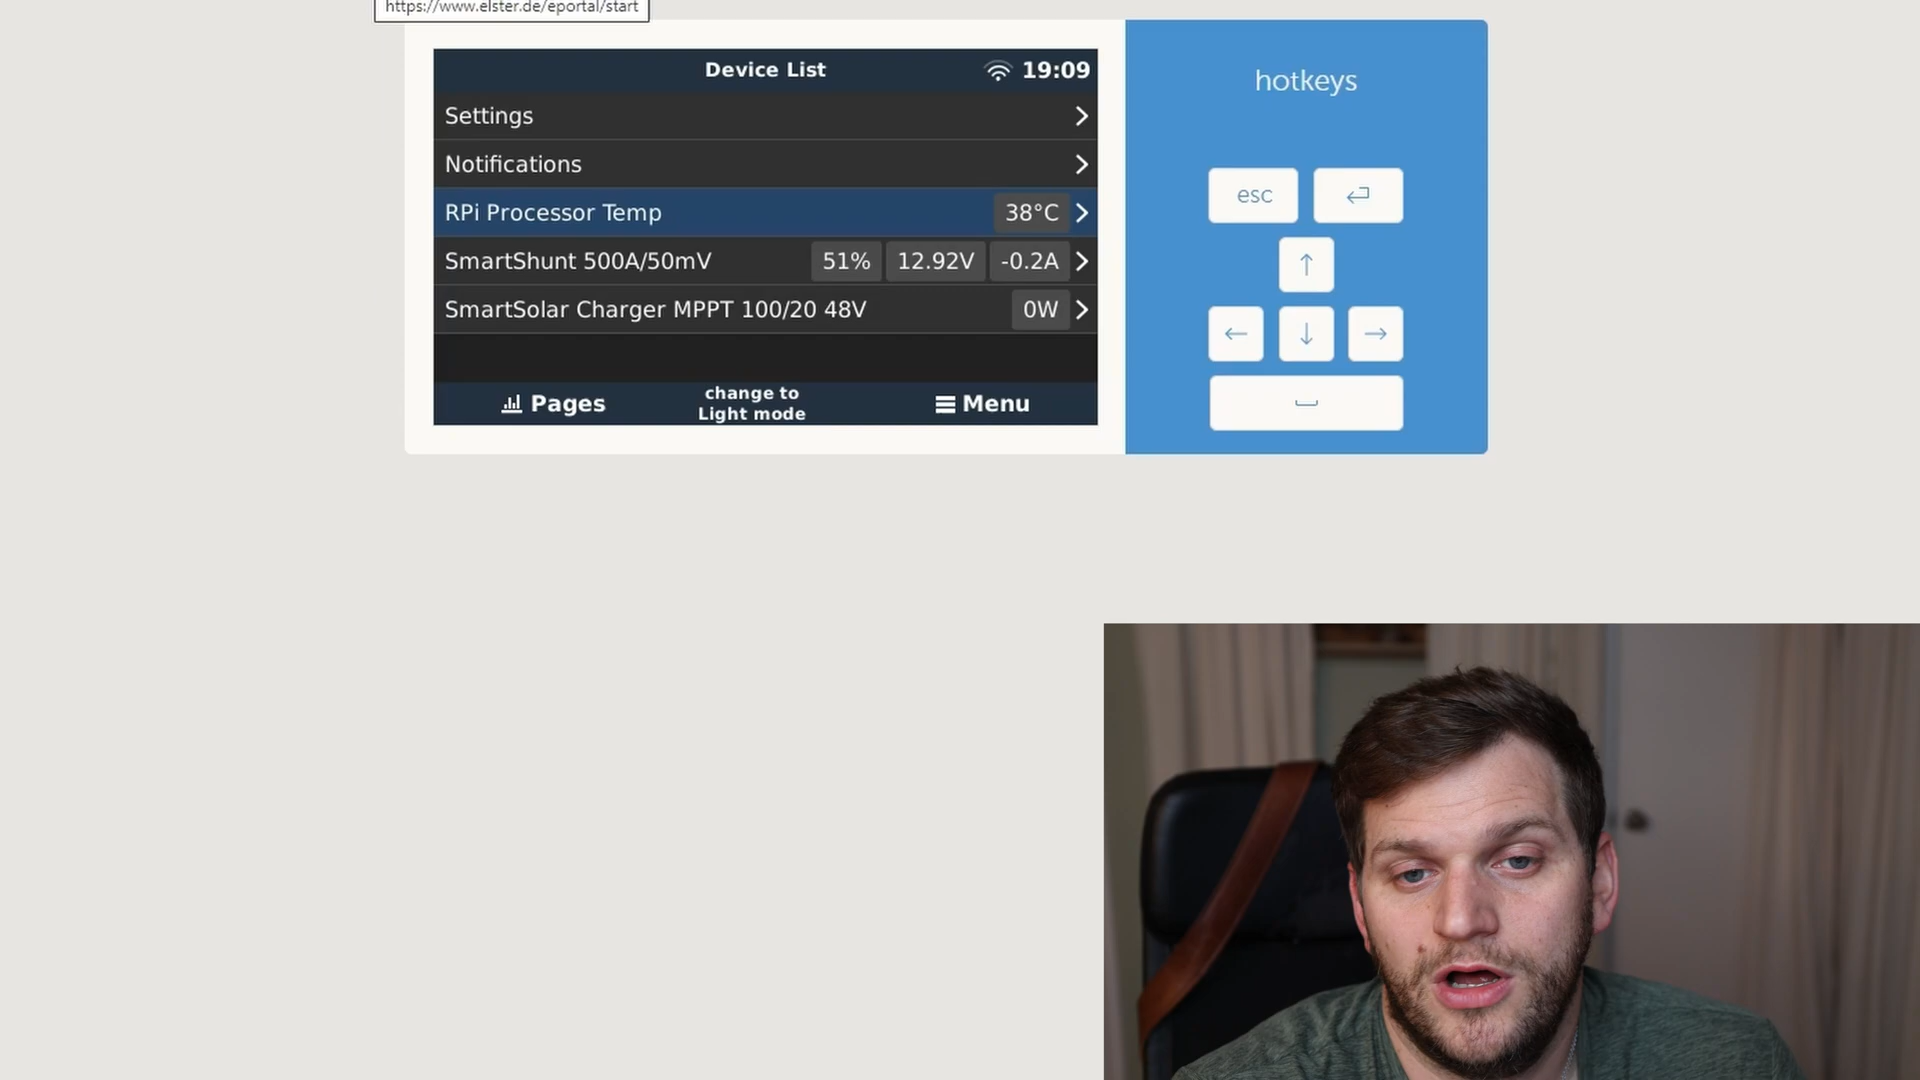 https://www.elster.de/eportal/start
Device List 19:09
hotkeys
Settings
Notifications
RPi Processor Temp 38°C
SmartShunt 500A/50mV 51% 12.92V -0.2A
SmartSolar Charger MPPT 100/20 48V 0W
Pages
change to
Light mode
Menu
esc